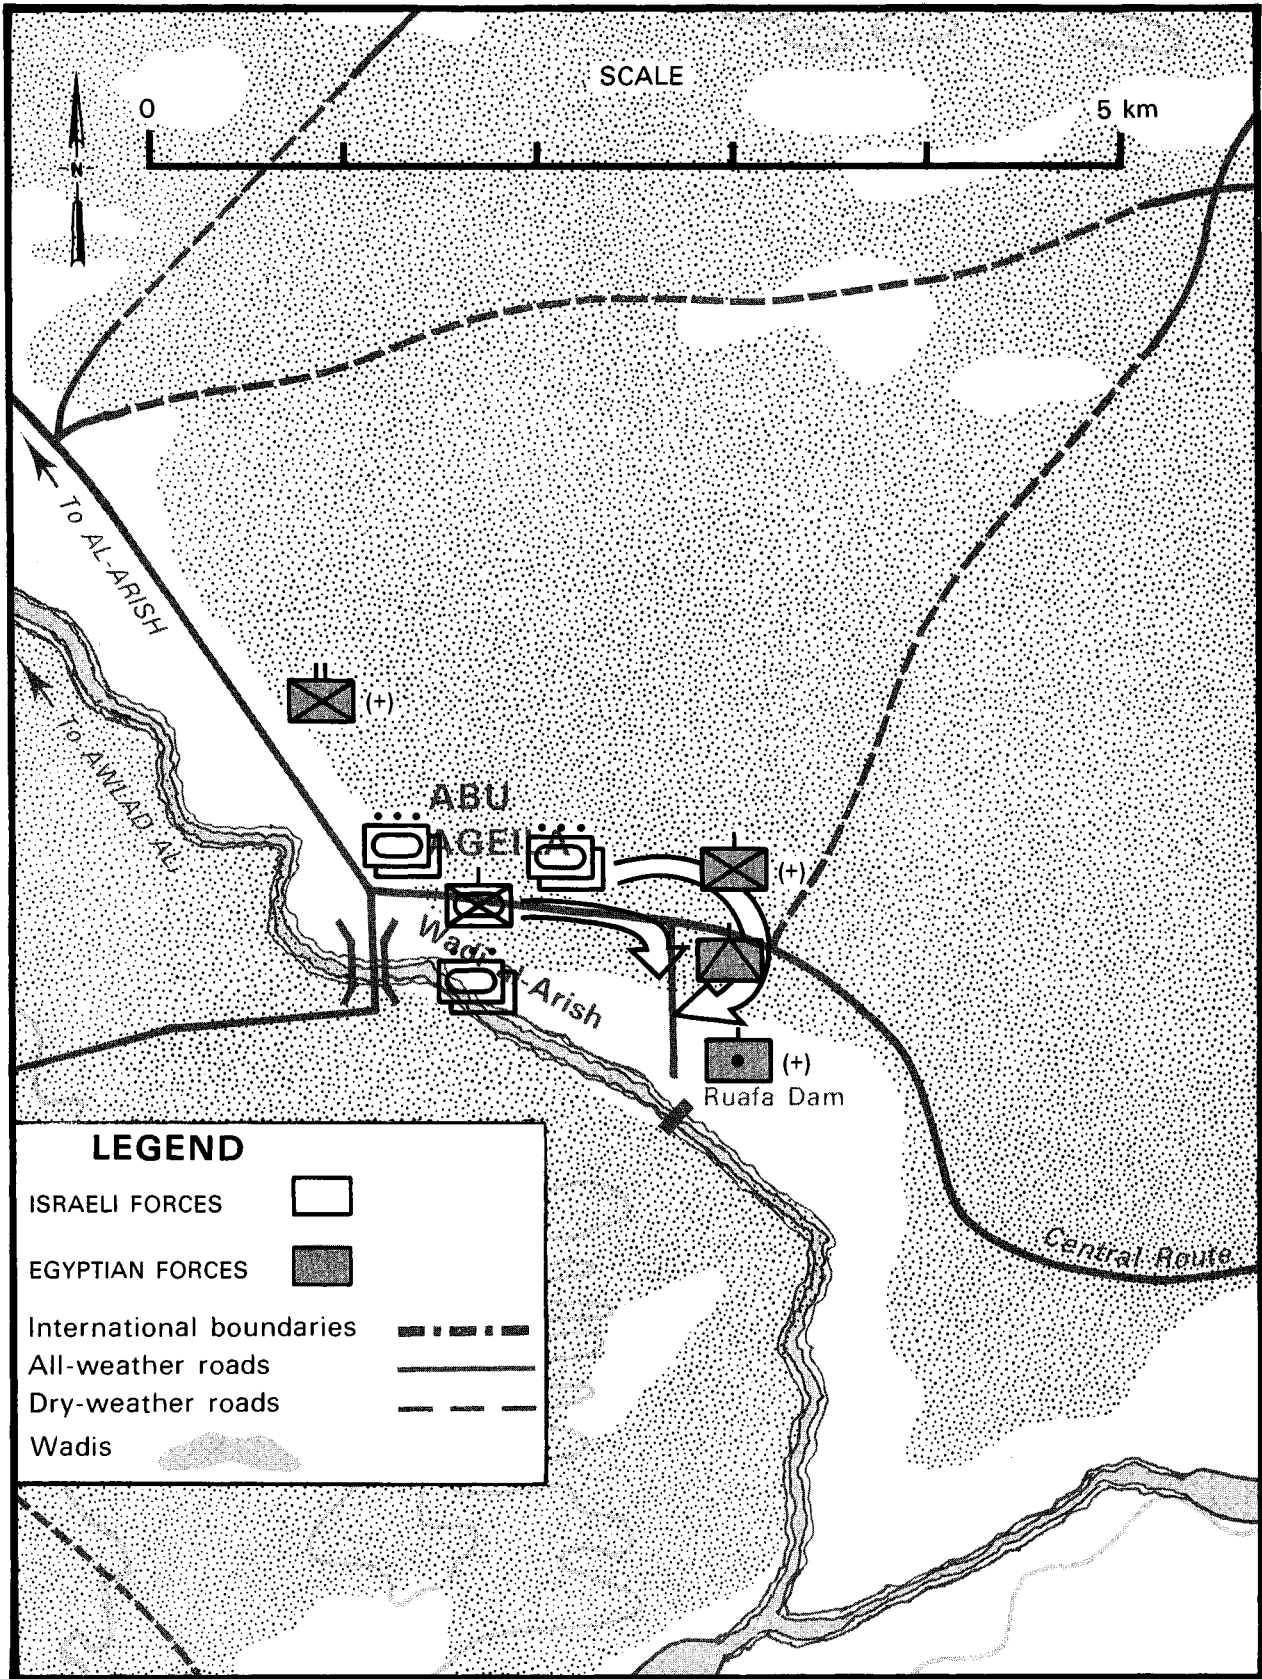 SCALE
0
5 km
N
To AL-ARISH
To AWLAD ALI
(+)
ABU
AGEILA
(+)
Wadi al-Arish
(+)
Ruafa Dam
Central Route
LEGEND
ISRAELI FORCES
EGYPTIAN FORCES
International boundaries
All-weather roads
Dry-weather roads
Wadis